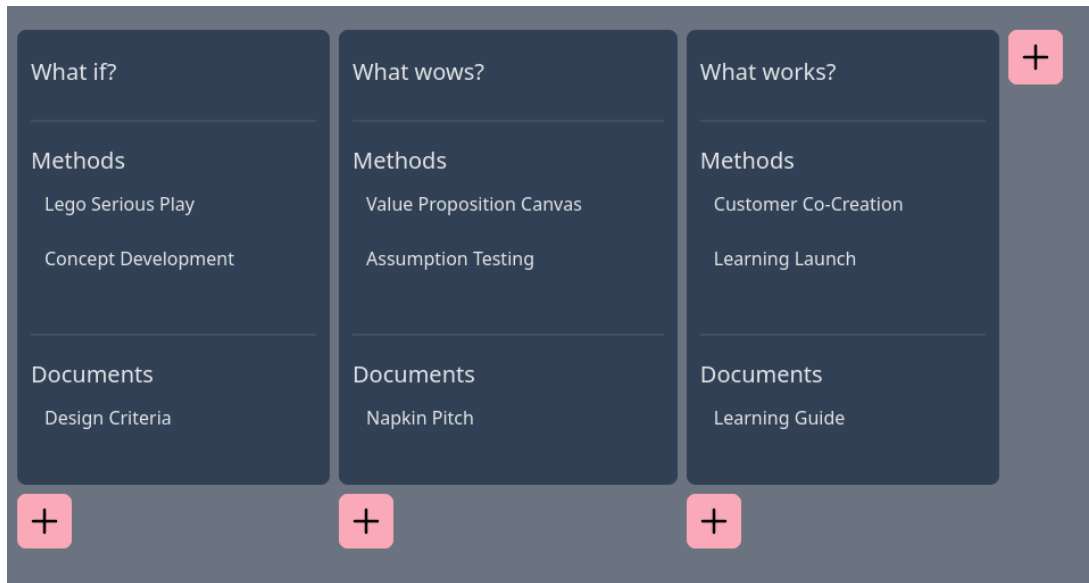 What if?
Methods
Lego Serious Play
Concept Development
Documents
Design Criteria
What wows?
Methods
Value Proposition Canvas
Assumption Testing
Documents
Napkin Pitch
What works?
Methods
Customer Co-Creation
Learning Launch
Documents
Learning Guide